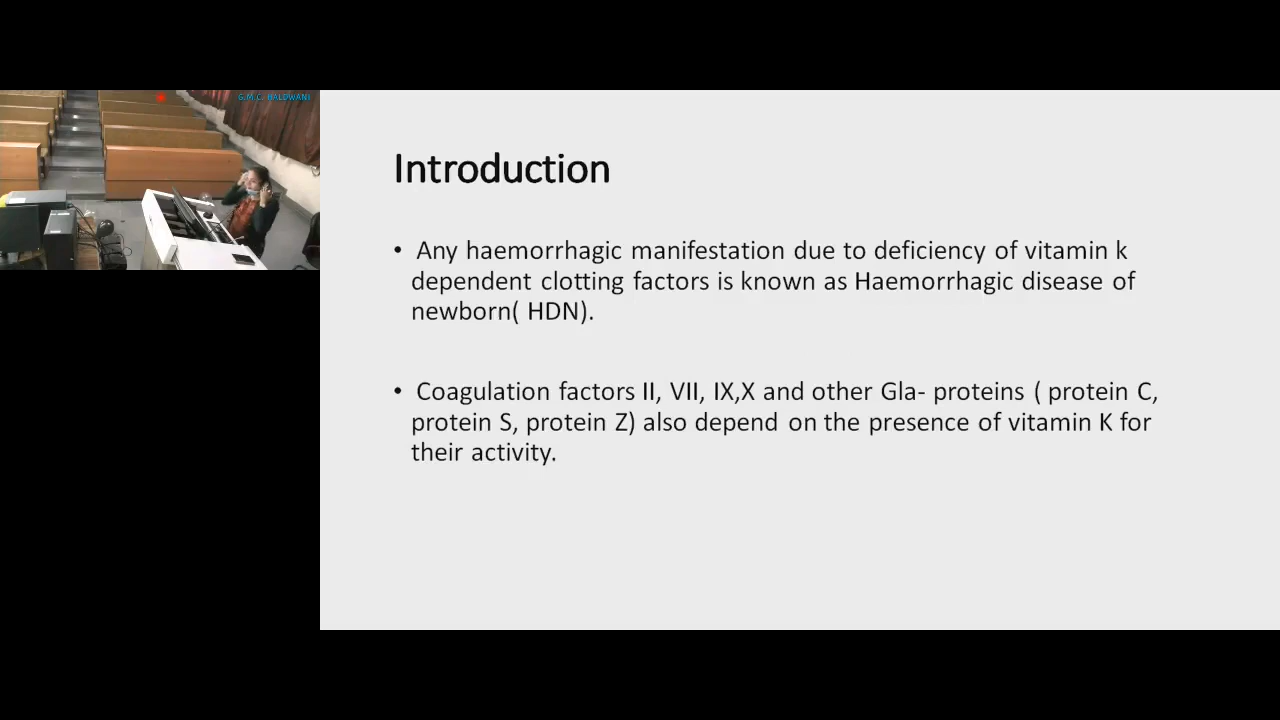 G.M.C. HALDWANI
Introduction
• Any haemorrhagic manifestation due to deficiency of vitamin k
dependent clotting factors is known as Haemorrhagic disease of
newborn( HDN).
• Coagulation factors II, VII, IX,X and other Gla- proteins ( protein C,
protein S, protein Z) also depend on the presence of vitamin K for
their activity.